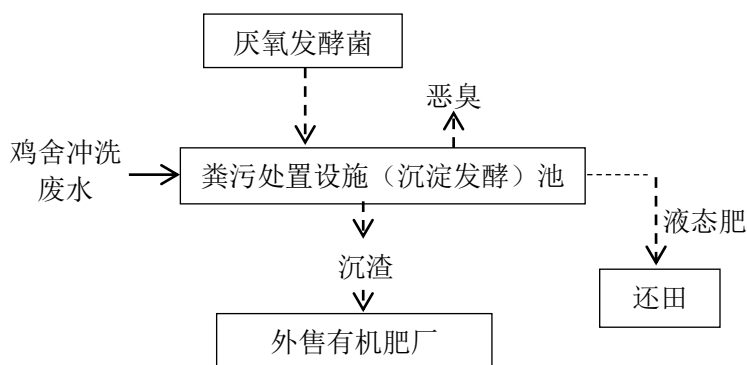 厌氧发酵菌
恶臭
鸡舍冲洗
废水
粪污处置设施（沉淀发酵）池
液态肥
沉渣
还田
外售有机肥厂